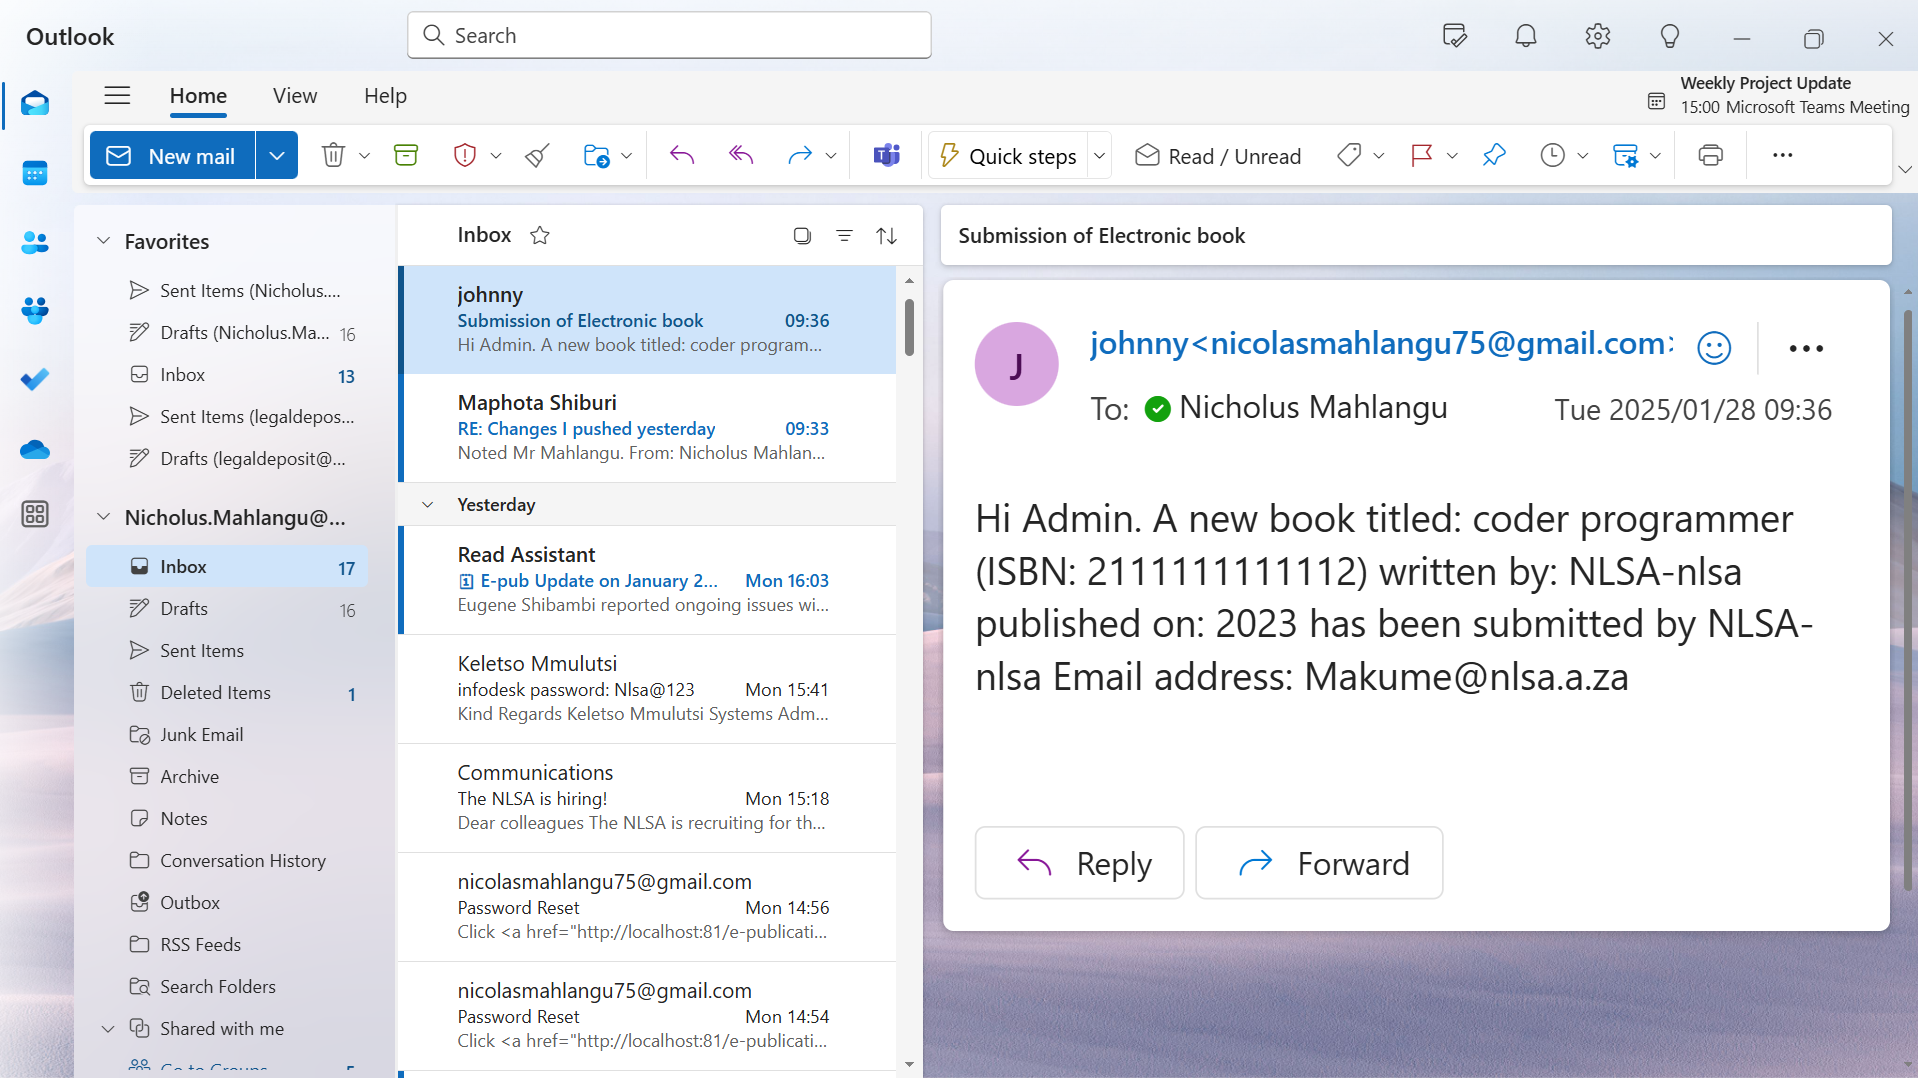 Outlook
Search
Home
View
Help
Weekly Project Update
15:00 Microsoft Teams Meeting
New mail
Quick steps
Read / Unread
Favorites
Sent Items (Nicholus....
Drafts (Nicholus.Ma... 16
Inbox 13
Sent Items (legaldepos...
Drafts (legaldeposit@...
Nicholus.Mahlangu@...
Inbox 17
Drafts 16
Sent Items
Deleted Items 1
Junk Email
Archive
Notes
Conversation History
Outbox
RSS Feeds
Search Folders
Shared with me
Go to Groups 5
Inbox
johnny
Submission of Electronic book 09:36
Hi Admin. A new book titled: coder program...
Maphota Shiburi
RE: Changes I pushed yesterday 09:33
Noted Mr Mahlangu. From: Nicholus Mahlan...
Yesterday
Read Assistant
E-pub Update on January 2... Mon 16:03
Eugene Shibambi reported ongoing issues wi...
Keletso Mmulutsi
infodesk password: Nlsa@123 Mon 15:41
Kind Regards Keletso Mmulutsi Systems Adm...
Communications
The NLSA is hiring! Mon 15:18
Dear colleagues The NLSA is recruiting for th...
nicolasmahlangu75@gmail.com
Password Reset Mon 14:56
Click <a href="http://localhost:81/e-publicati...
nicolasmahlangu75@gmail.com
Password Reset Mon 14:54
Click <a href="http://localhost:81/e-publicati...
Submission of Electronic book
J
johnny<nicolasmahlangu75@gmail.com>
To: Nicholus Mahlangu
Tue 2025/01/28 09:36
Hi Admin. A new book titled: coder programmer
(ISBN: 2111111111112) written by: NLSA-nlsa
published on: 2023 has been submitted by NLSA-
nlsa Email address: Makume@nlsa.a.za
Reply
Forward